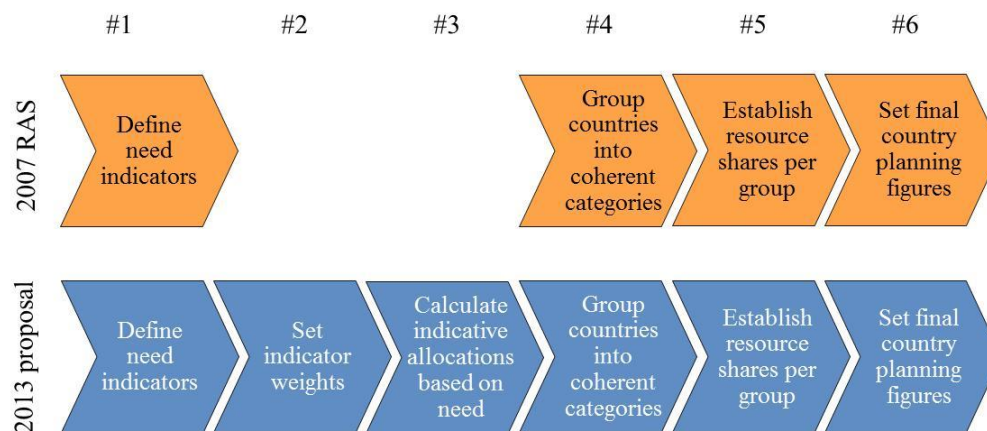 #1 #2 #3 #4 #5 #6
2007 RAS
Define
need
indicators
Group
countries
into
coherent
categories
Establish
resource
shares per
group
Set final
country
planning
figures
2013 proposal
Define
need
indicators
Set
indicator
weights
Calculate
indicative
allocations
based on
need
Group
countries
into
coherent
categories
Establish
resource
shares per
group
Set final
country
planning
figures